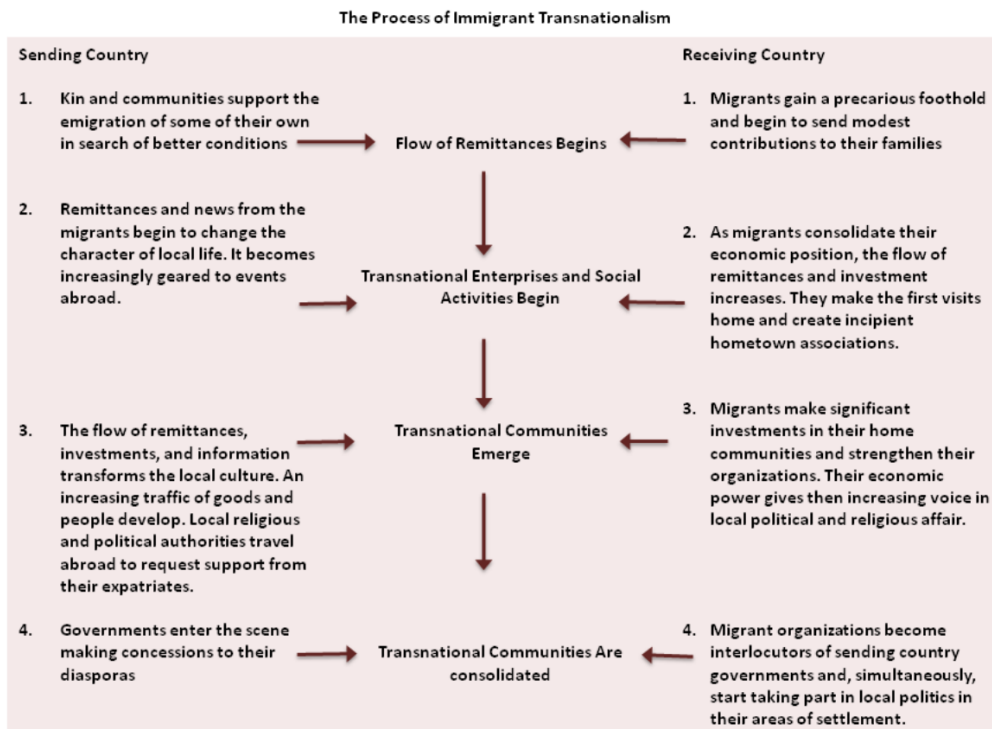 The Process of Immigrant Transnationalism
Sending Country
Receiving Country
1. Kin and communities support the
emigration of some of their own
in search of better conditions
Flow of Remittances Begins
1. Migrants gain a precarious foothold
and begin to send modest
contributions to their families
2. Remittances and news from the
migrants begin to change the
character of local life. It becomes
increasingly geared to events
abroad.
Transnational Enterprises and Social
Activities Begin
2. As migrants consolidate their
economic position, the flow of
remittances and investment
increases. They make the first visits
home and create incipient
hometown associations.
3. The flow of remittances,
investments, and information
transforms the local culture. An
increasing traffic of goods and
people develop. Local religious
and political authorities travel
abroad to request support from
their expatriates.
Transnational Communities
Emerge
3. Migrants make significant
investments in their home
communities and strengthen their
organizations. Their economic
power gives then increasing voice in
local political and religious affair.
4. Governments enter the scene
making concessions to their
diasporas
Transnational Communities Are
consolidated
4. Migrant organizations become
interlocutors of sending country
governments and, simultaneously,
start taking part in local politics in
their areas of settlement.